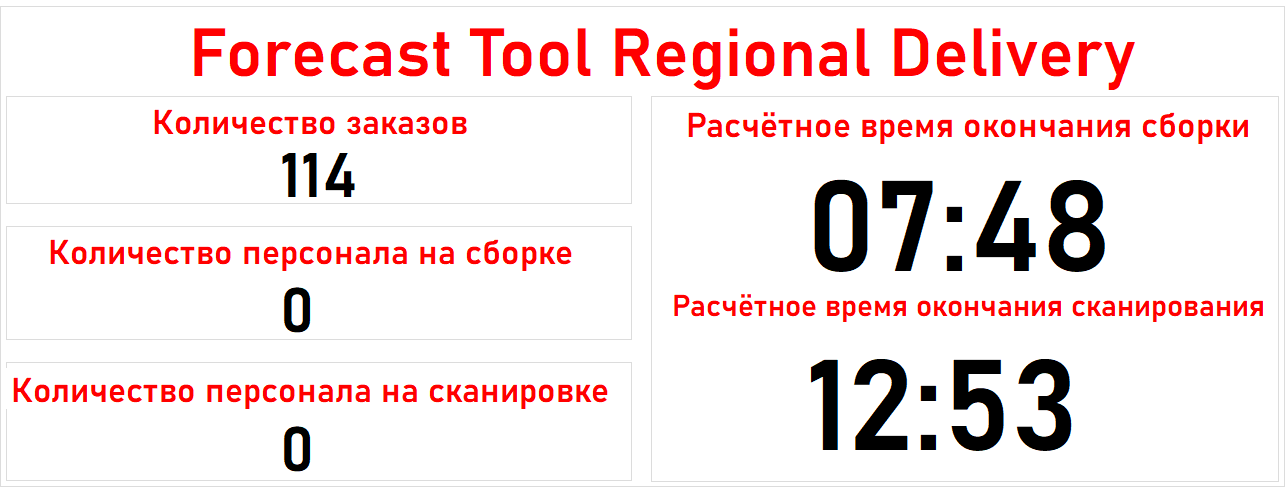 Forecast Tool Regional Delivery
Количество заказов
114
Количество персонала на сборке
0
Количество персонала на сканировке
0
Расчётное время окончания сборки
07:48
Расчётное время окончания сканирования
12:53